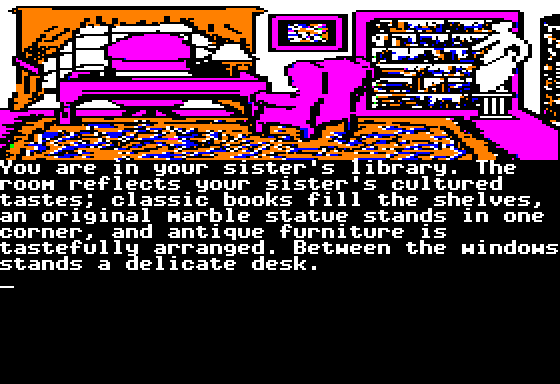 You are in your sister's library. The
room reflects your sister's cultured
tastes; classic books fill the shelves,
an original marble statue stands in one
corner, and antique furniture is
tastefully arranged. Between the windows
stands a delicate desk.